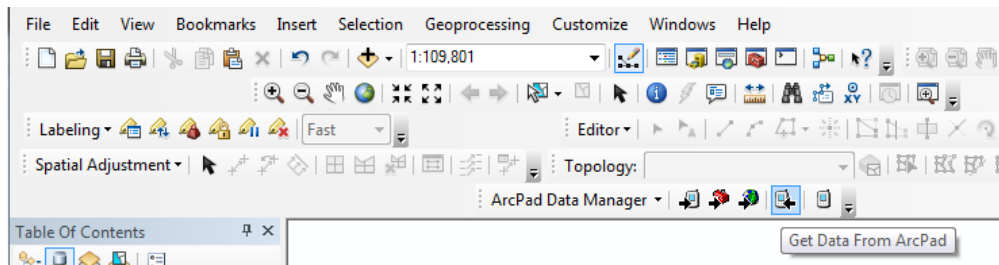 File Edit View Bookmarks Insert Selection Geoprocessing Customize Windows Help
1:109,801
XY
Labeling Fast Editor
Spatial Adjustment Topology:
ArcPad Data Manager
Table Of Contents
Get Data From ArcPad